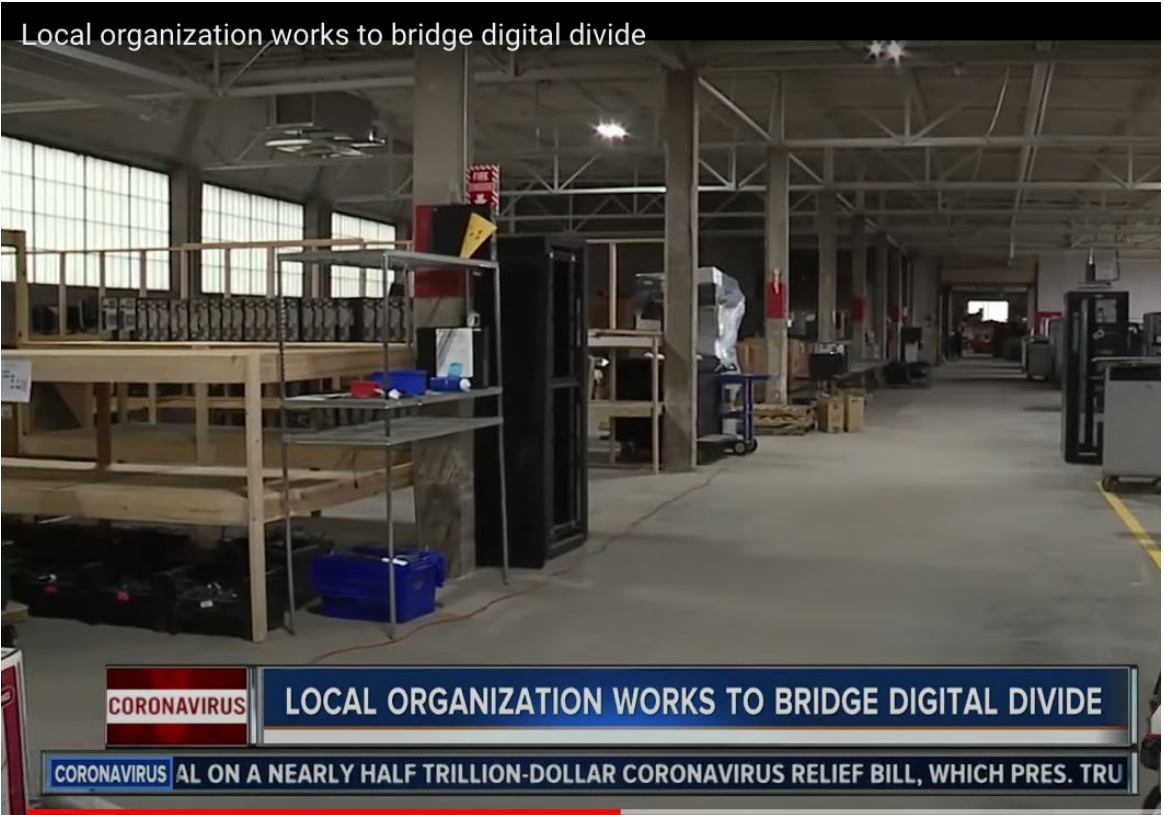 Local organization works to bridge digital divide
FIRE
CORONAVIRUS
LOCAL ORGANIZATION WORKS TO BRIDGE DIGITAL DIVIDE
CORONAVIRUS
AL ON A NEARLY HALF TRILLION-DOLLAR CORONAVIRUS RELIEF BILL, WHICH PRES. TRU